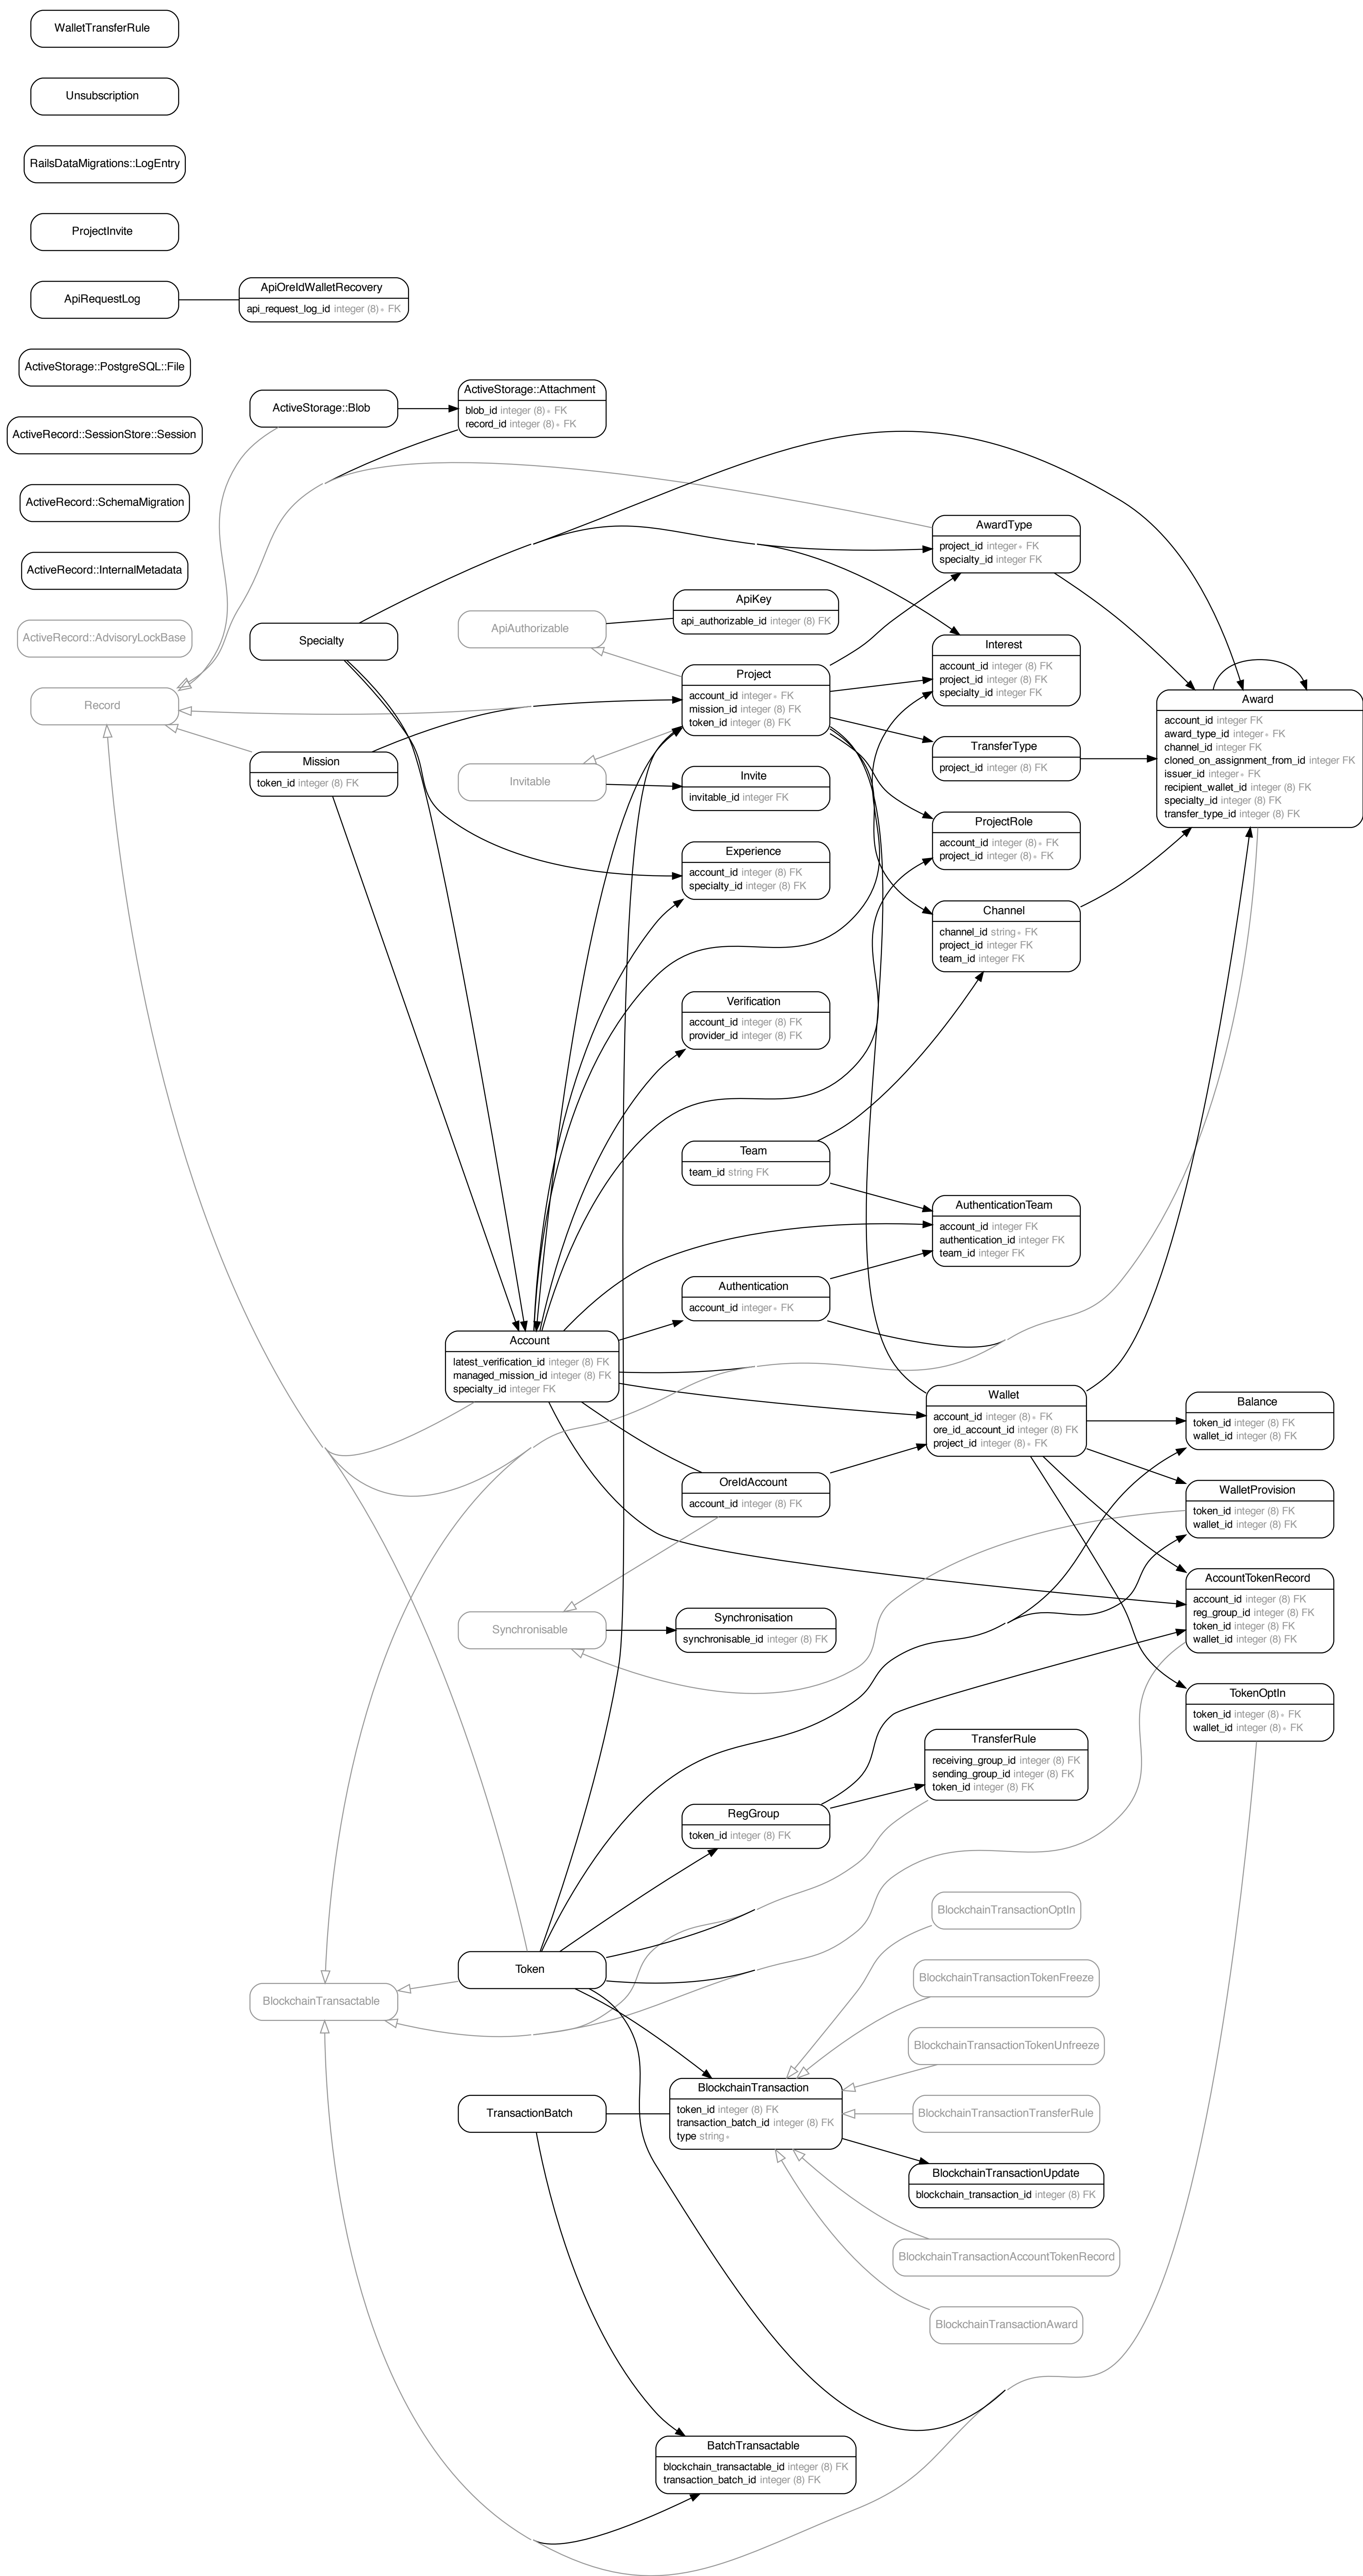 WalletTransferRule
Unsubscription
RailsDataMigrations::LogEntry
ProjectInvite
ApiRequestLog
ApiOreIdWalletRecovery
api_request_log_id integer (8)∗ FK
ActiveStorage::PostgreSQL::File
ActiveStorage::Blob
ActiveStorage::Attachment
blob_id integer (8)∗ FK
record_id integer (8)∗ FK
ActiveRecord::SessionStore::Session
ActiveRecord::SchemaMigration
ActiveRecord::InternalMetadata
ActiveRecord::AdvisoryLockBase
Record
Specialty
Mission
token_id integer (8) FK
ApiAuthorizable
ApiKey
api_authorizable_id integer (8) FK
Project
account_id integer∗ FK
mission_id integer (8) FK
token_id integer (8) FK
Invitable
Invite
invitable_id integer FK
Experience
account_id integer (8) FK
specialty_id integer (8) FK
AwardType
project_id integer∗ FK
specialty_id integer FK
Interest
account_id integer (8) FK
project_id integer (8) FK
specialty_id integer FK
TransferType
project_id integer (8) FK
ProjectRole
account_id integer (8)∗ FK
project_id integer (8)∗ FK
Channel
channel_id string∗ FK
project_id integer FK
team_id integer FK
Award
account_id integer FK
award_type_id integer∗ FK
channel_id integer FK
cloned_on_assignment_from_id integer FK
issuer_id integer∗ FK
recipient_wallet_id integer (8) FK
specialty_id integer (8) FK
transfer_type_id integer (8) FK
Verification
account_id integer (8) FK
provider_id integer (8) FK
Team
team_id string FK
AuthenticationTeam
account_id integer FK
authentication_id integer FK
team_id integer FK
Authentication
account_id integer∗ FK
Account
latest_verification_id integer (8) FK
managed_mission_id integer (8) FK
specialty_id integer FK
Wallet
account_id integer (8)∗ FK
ore_id_account_id integer (8) FK
project_id integer (8)∗ FK
OreIdAccount
account_id integer (8) FK
Balance
token_id integer (8) FK
wallet_id integer (8) FK
WalletProvision
token_id integer (8) FK
wallet_id integer (8) FK
AccountTokenRecord
account_id integer (8) FK
reg_group_id integer (8) FK
token_id integer (8) FK
wallet_id integer (8) FK
Synchronisable
Synchronisation
synchronisable_id integer (8) FK
TokenOptIn
token_id integer (8)∗ FK
wallet_id integer (8)∗ FK
TransferRule
receiving_group_id integer (8) FK
sending_group_id integer (8) FK
token_id integer (8) FK
RegGroup
token_id integer (8) FK
BlockchainTransactionOptIn
Token
BlockchainTransactable
BlockchainTransactionTokenFreeze
BlockchainTransactionTokenUnfreeze
BlockchainTransaction
token_id integer (8) FK
transaction_batch_id integer (8) FK
type string∗
TransactionBatch
BlockchainTransactionTransferRule
BlockchainTransactionUpdate
blockchain_transaction_id integer (8) FK
BlockchainTransactionAccountTokenRecord
BlockchainTransactionAward
BatchTransactable
blockchain_transactable_id integer (8) FK
transaction_batch_id integer (8) FK